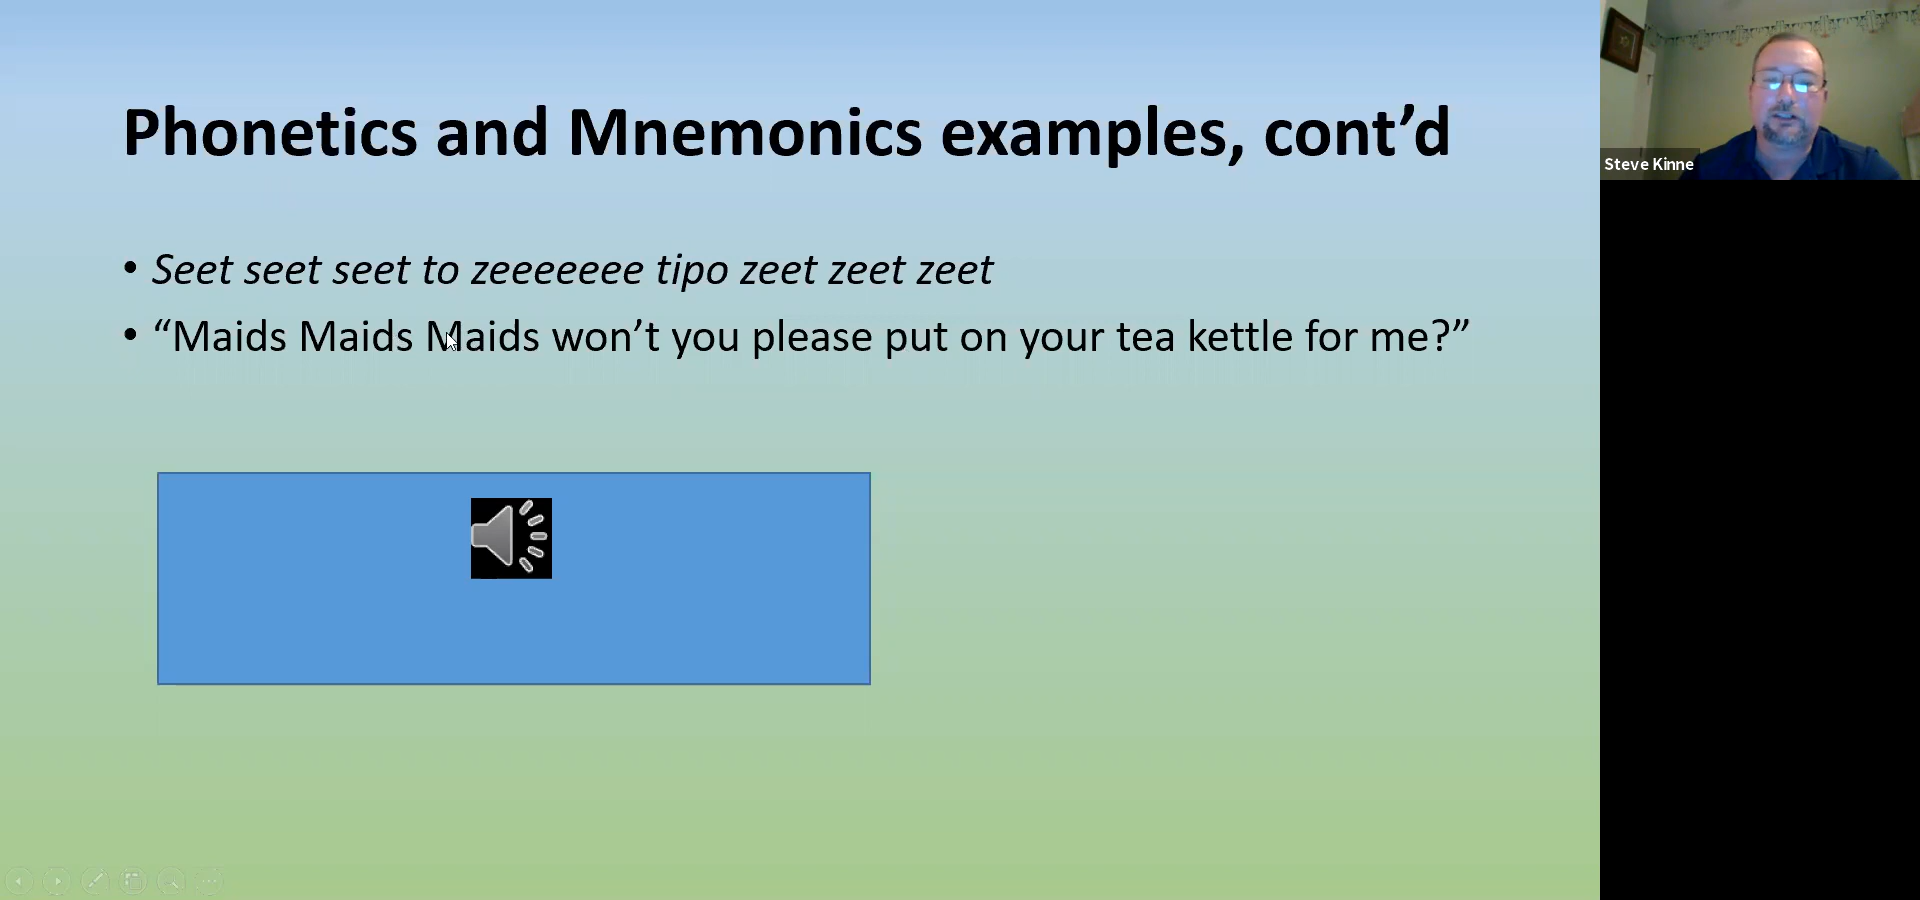 Phonetics and Mnemonics examples, cont’d
• Seet seet seet to zeeeeeee tipo zeet zeet zeet
• “Maids Maids Maids won’t you please put on your tea kettle for me?”
Steve Kinne